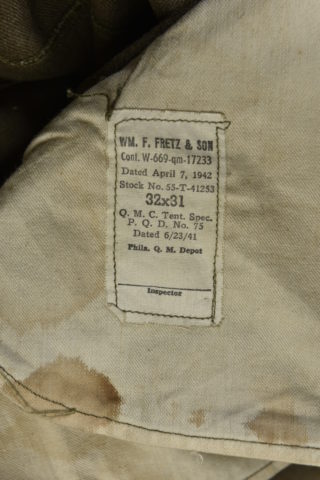 WM. F. FRETZ & SON
Cont. W-669-qm-17233
Dated April 7, 1942
Stock No. 55-T-41253
32x31
Q. M. C. Tent. Spec.
P. Q. D. No. 75
Dated 6/23/41
Phila. Q. M. Depot
Inspector